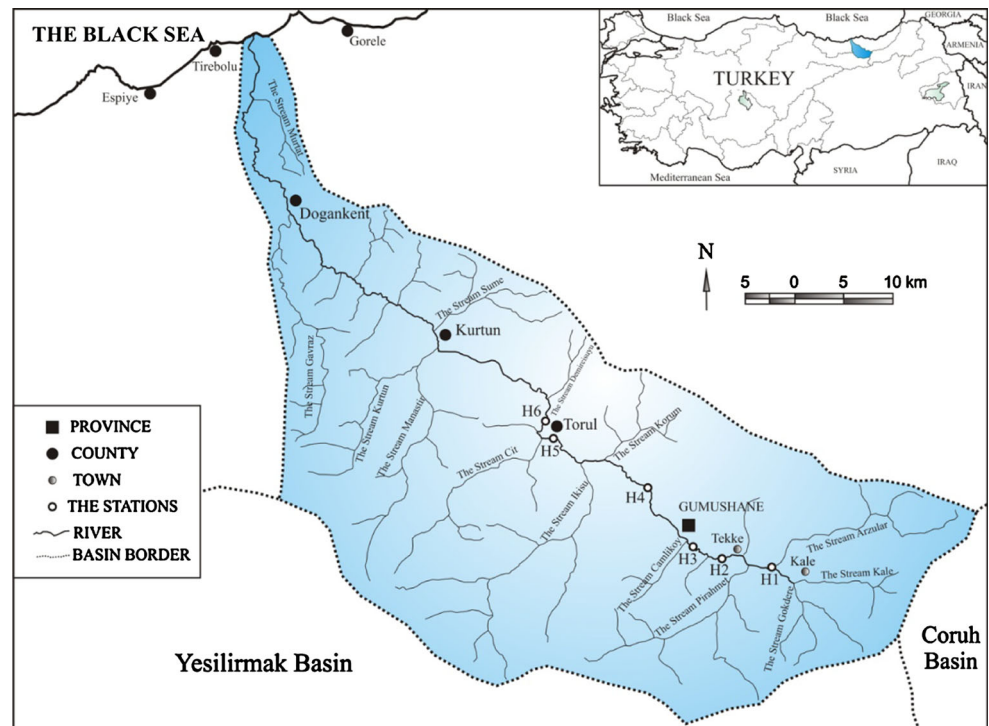 THE BLACK SEA
Gorele
Tirebolu
Espiye
Black Sea
Black Sea
GEORGIA
ARMENIA
TURKEY
IRAN
IRAQ
SYRIA
Mediterranean Sea
The Stream Murtat
Dogankent
N
5 0 5 10 km
The Stream Sume
Kurtun
The Stream Gavraz
The Stream Kurtun
The Stream Manastir
H6
Torul
H5
The Stream Korum
The Stream Cit
The Stream Ikisu
H4
GUMUSHANE
Tekke
The Stream Arzular
H3
H2
H1
Kale
The Stream Kale
The Stream Camlikoy
The Stream Pirahmet
The Stream Gokdere
PROVINCE
COUNTY
TOWN
THE STATIONS
RIVER
BASIN BORDER
Yesilirmak Basin
Coruh
Basin